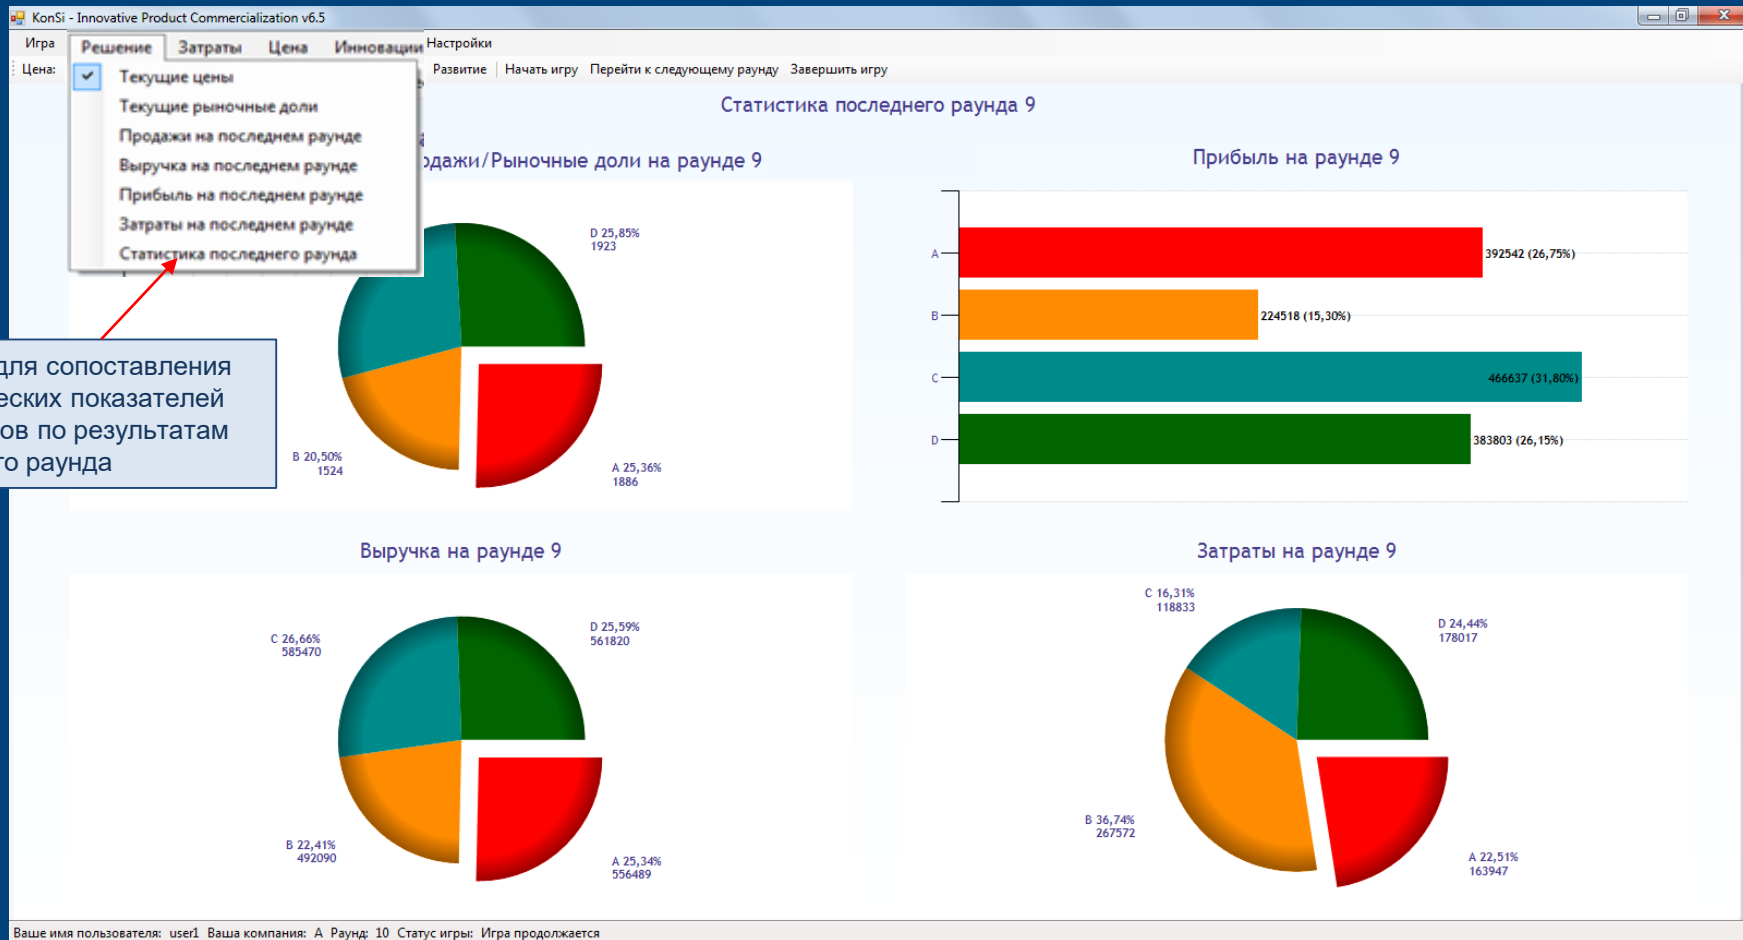 KonSi - Innovative Product Commercialization v6.5
Игра Решение Затраты Цена Инновации Настройки
Цена: Развитие Начать игру Перейти к следующему раунду Завершить игру
Текущие цены
Текущие рыночные доли
Продажи на последнем раунде
Выручка на последнем раунде
Прибыль на последнем раунде
Затраты на последнем раунде
Статистика последнего раунда
для сопоставления
показателей
по результатам
раунда
Статистика последнего раунда 9
Рыночные доли на раунде 9
D 25,85%
1923
B 20,50%
1524
A 25,36%
1886
Прибыль на раунде 9
A
392542 (26,75%)
B
224518 (15,30%)
C
466637 (31,80%)
D
383803 (26,15%)
Выручка на раунде 9
C 26,66%
585470
D 25,59%
561820
B 22,41%
492090
A 25,34%
556489
Затраты на раунде 9
C 16,31%
118833
D 24,44%
178017
B 36,74%
267572
A 22,51%
163947
Ваше имя пользователя: user1 Ваша компания: A Раунд: 10 Статус игры: Игра продолжается